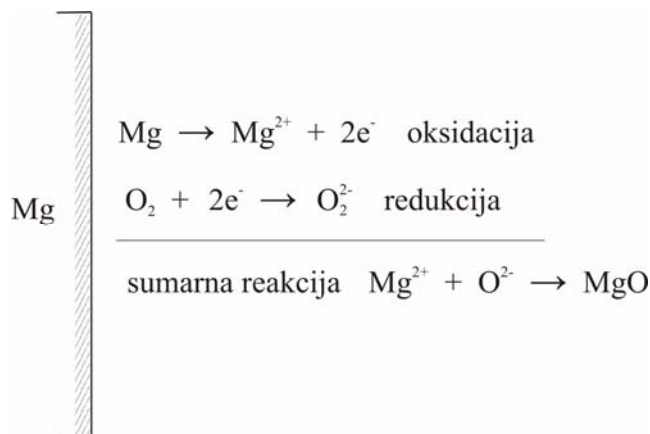 Mg → Mg²⁺ + 2e⁻ oksidacija
Mg
O₂ + 2e⁻ → O₂²⁻ redukcija
sumarna reakcija Mg²⁺ + O²⁻ → MgO